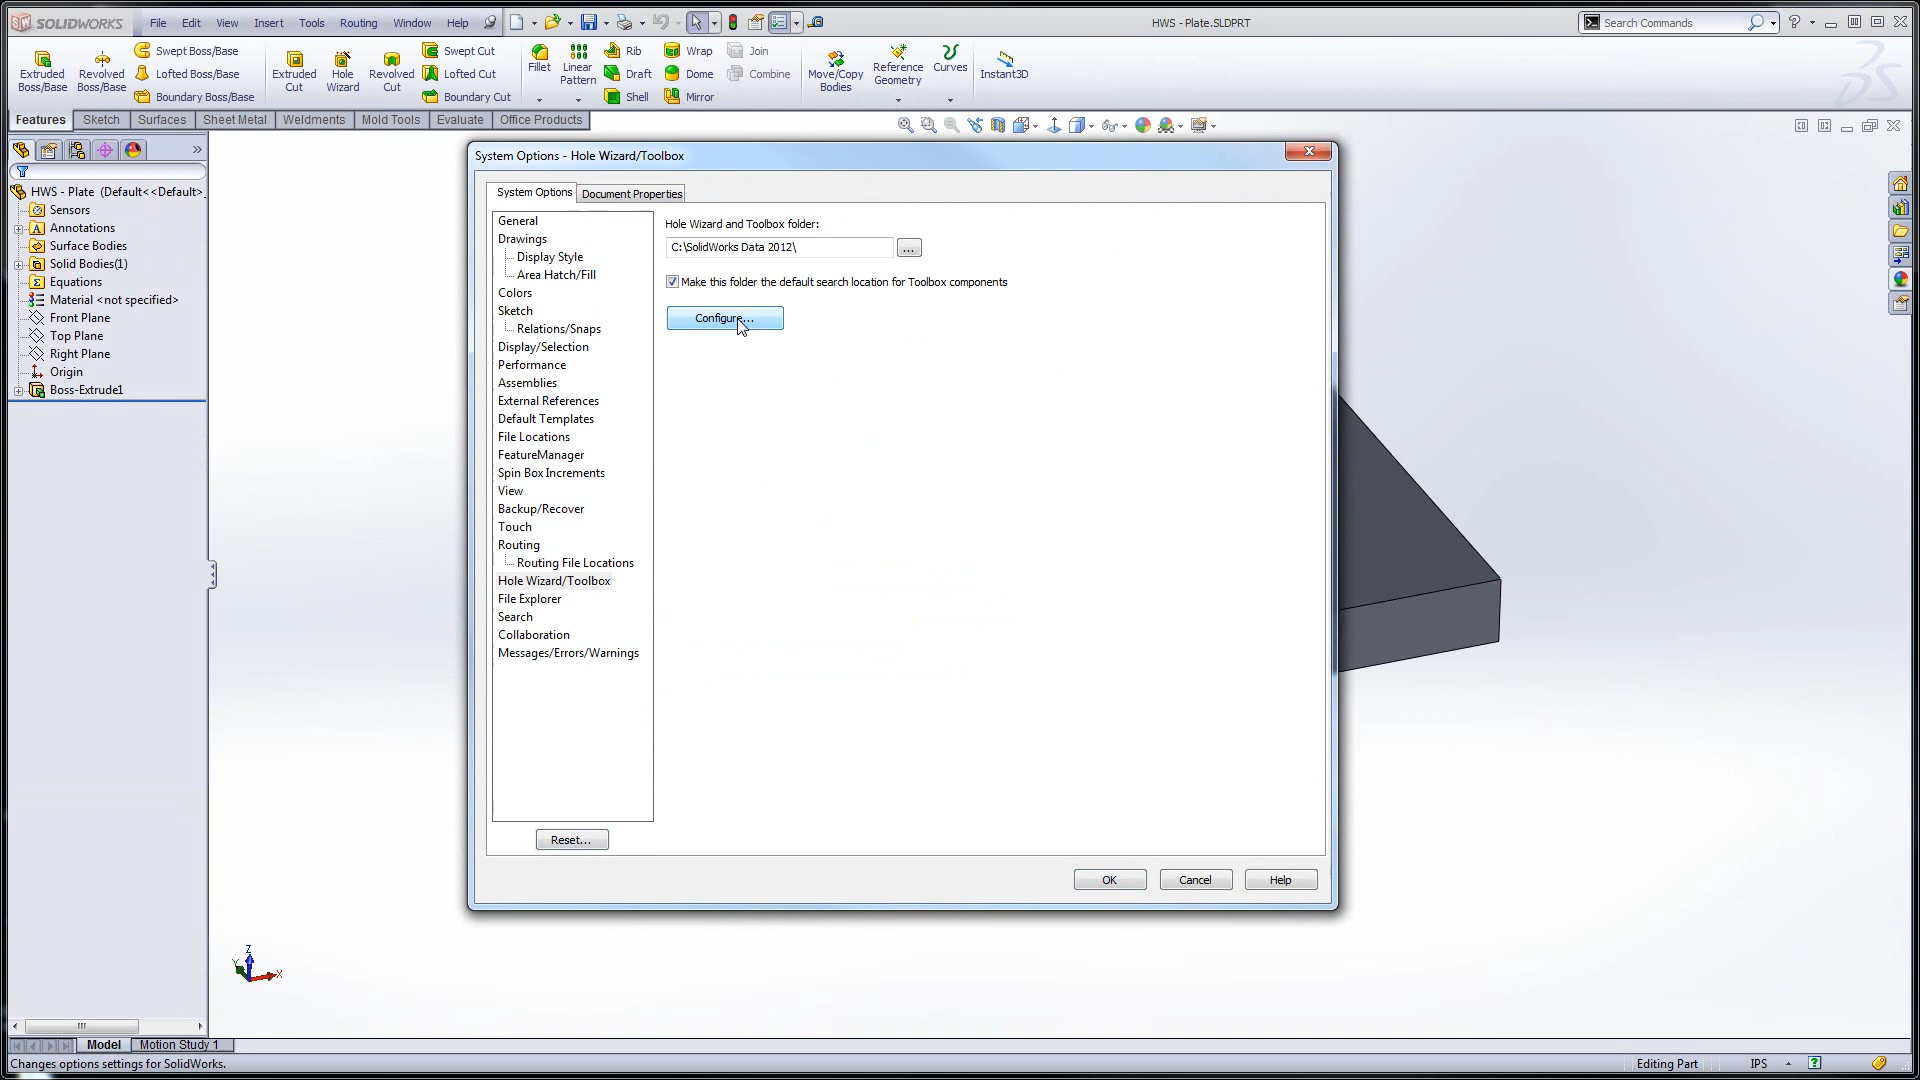 SOLIDWORKS File Edit View Insert Tools Routing Window Help HWS - Plate.SLDPRT Search Commands
Extruded Boss/Base
Revolved Boss/Base
Swept Boss/Base
Lofted Boss/Base
Boundary Boss/Base
Extruded Cut
Hole Wizard
Revolved Cut
Swept Cut
Lofted Cut
Boundary Cut
Fillet
Linear Pattern
Rib
Draft
Shell
Wrap
Dome
Mirror
Join
Combine
Move/Copy Bodies
Reference Geometry
Curves
Instant3D
Features Sketch Surfaces Sheet Metal Weldments Mold Tools Evaluate Office Products
HWS - Plate (Default<<Default>
Sensors
Annotations
Surface Bodies
Solid Bodies(1)
Equations
Material <not specified>
Front Plane
Top Plane
Right Plane
Origin
Boss-Extrude1
System Options - Hole Wizard/Toolbox
System Options Document Properties
General
Drawings
Display Style
Area Hatch/Fill
Colors
Sketch
Relations/Snaps
Display/Selection
Performance
Assemblies
External References
Default Templates
File Locations
FeatureManager
Spin Box Increments
View
Backup/Recover
Touch
Routing
Routing File Locations
Hole Wizard/Toolbox
File Explorer
Search
Collaboration
Messages/Errors/Warnings
Reset...
Hole Wizard and Toolbox folder:
C:\SolidWorks Data 2012\ ...
Make this folder the default search location for Toolbox components
Configure...
OK Cancel Help
Z
Y
X
Model Motion Study 1
Changes options settings for SolidWorks. Editing Part IPS